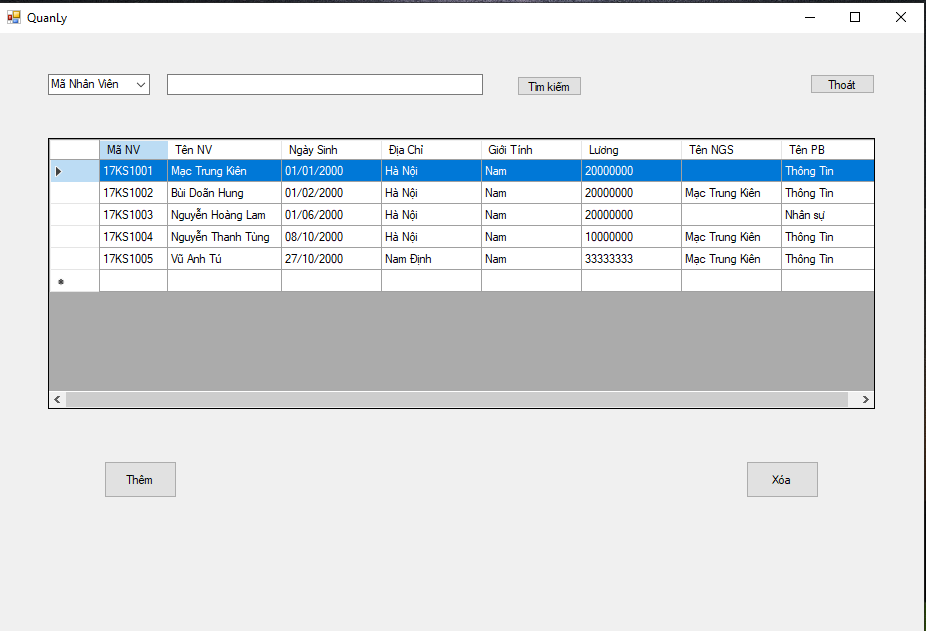 QuanLy
Mã Nhân Viên Tìm kiếm Thoát
Mã NV Tên NV Ngày Sinh Địa Chỉ Giới Tính Lương Tên NGS Tên PB
17KS1001 Mạc Trung Kiên 01/01/2000 Hà Nội Nam 20000000 Thông Tin
17KS1002 Bùi Doãn Hung 01/02/2000 Hà Nội Nam 20000000 Mạc Trung Kiên Thông Tin
17KS1003 Nguyễn Hoàng Lam 01/06/2000 Hà Nội Nam 20000000 Nhân sự
17KS1004 Nguyễn Thanh Tùng 08/10/2000 Hà Nội Nam 10000000 Mạc Trung Kiên Thông Tin
17KS1005 Vũ Anh Tú 27/10/2000 Nam Định Nam 33333333 Mạc Trung Kiên Thông Tin
Thêm Xóa